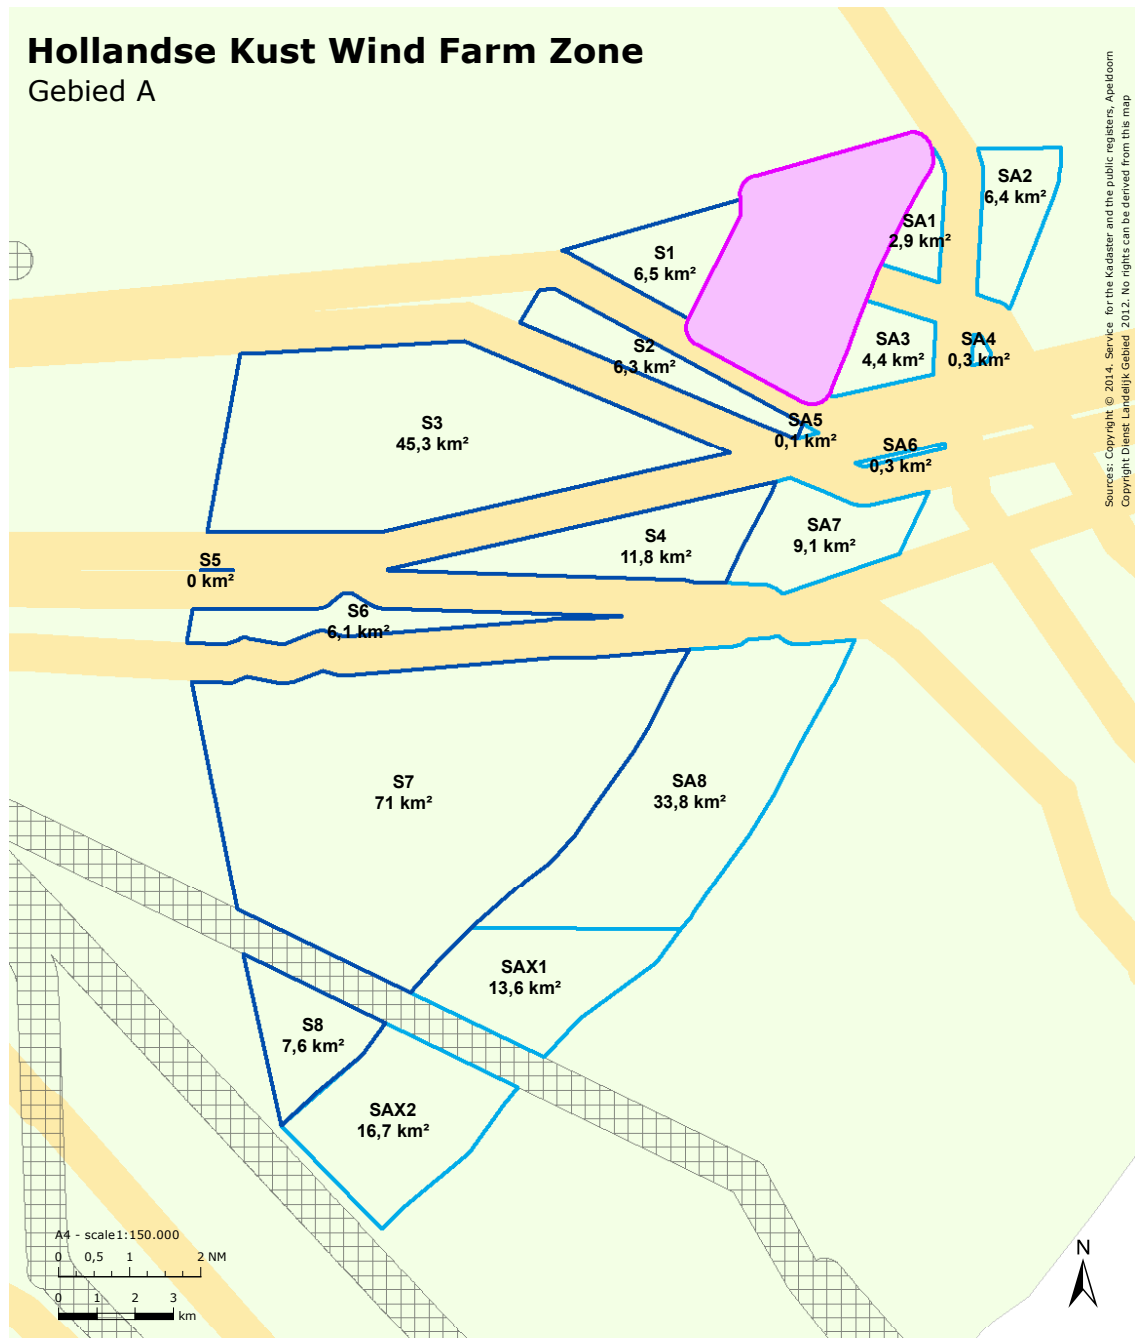 Hollandse Kust Wind Farm Zone
Gebied A
Sources: Copyright © 2014, Service for the Kadaster and the public registers, Apeldoorn
Copyright Dienst Landelijk Gebied 2012. No rights can be derived from this map
SA2
6,4 km²
SA1
2,9 km²
S1
6,5 km²
SA3
4,4 km²
SA4
0,3 km²
S2
6,3 km²
S3
45,3 km²
SA5
0,1 km²
SA6
0,3 km²
S4
11,8 km²
SA7
9,1 km²
S5
0 km²
S6
6,1 km²
S7
71 km²
SA8
33,8 km²
SAX1
13,6 km²
S8
7,6 km²
SAX2
16,7 km²
A4 - scale1:150.000
0 0,5 1 2 NM
0 1 2 3
km
N